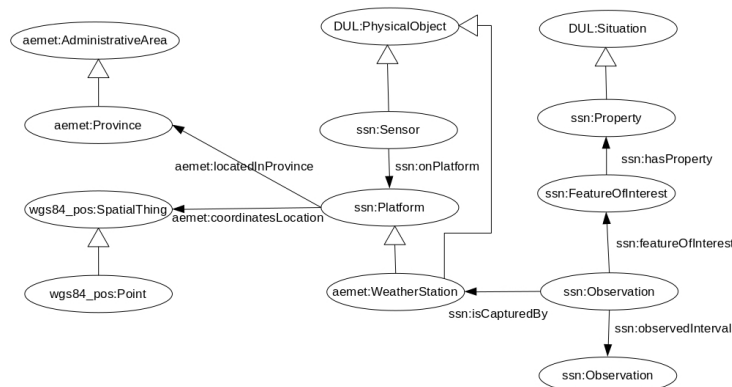 DUL:PhysicalObject
DUL:Situation
aemet:AdministrativeArea
aemet:Province
ssn:Sensor
ssn:Property
aemet:locatedInProvince
ssn:onPlatform
ssn:hasProperty
wgs84_pos:SpatialThing
aemet:coordinatesLocation
ssn:Platform
ssn:FeatureOfInterest
ssn:featureOfInterest
wgs84_pos:Point
aemet:WeatherStation
ssn:isCapturedBy
ssn:Observation
ssn:observedInterval
ssn:Observation